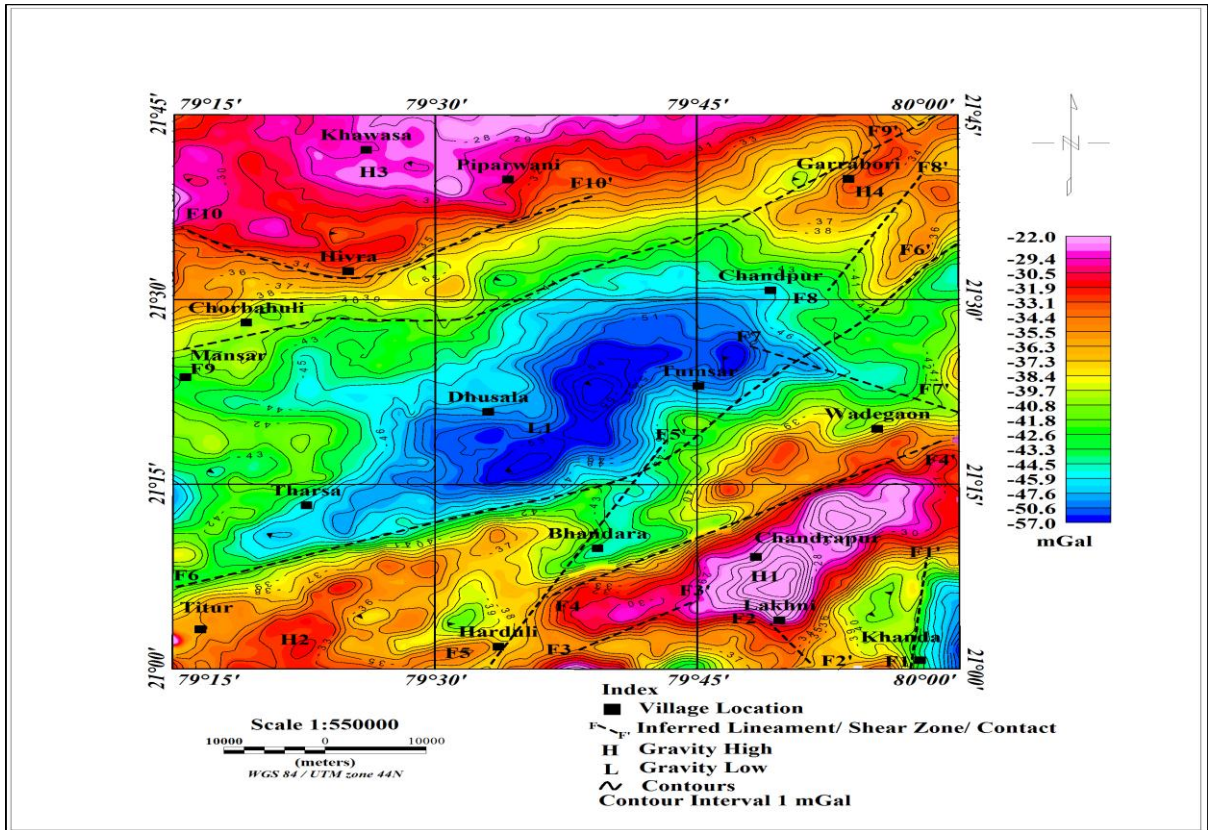 79°15' 79°30' 79°45' 80°00'
21°45' 21°45'
Khawasa
H3
Piparwani
F10
F10'
Hivra
Garrabori
F9'
F8'
H4
F6'
21°30' 21°30'
Chorbahuli
Mansar
F9
Chandpur
F8
F7
Tumsar
F7'
Dhusala
L1
Wadegaon
F5'
F4'
21°15' 21°15'
Tharsa
Bhandara
Chandrapur
H1
F6
Titur
H2
F4
F3'
Lakhni
F2
F1'
Harduli
F5
F3
F2'
Khanda
F1
21°00' 21°00'
79°15' 79°30' 79°45' 80°00'
N
-22.0
-29.4
-30.5
-31.9
-33.1
-34.4
-35.5
-36.3
-37.3
-38.4
-39.7
-40.8
-41.8
-42.6
-43.3
-44.5
-45.9
-47.6
-50.6
-57.0
mGal
Scale 1:550000
10000 0 10000
(meters)
WGS 84 / UTM zone 44N
Index
Village Location
F F' Inferred Lineament/ Shear Zone/ Contact
H Gravity High
L Gravity Low
Contours
Contour Interval 1 mGal